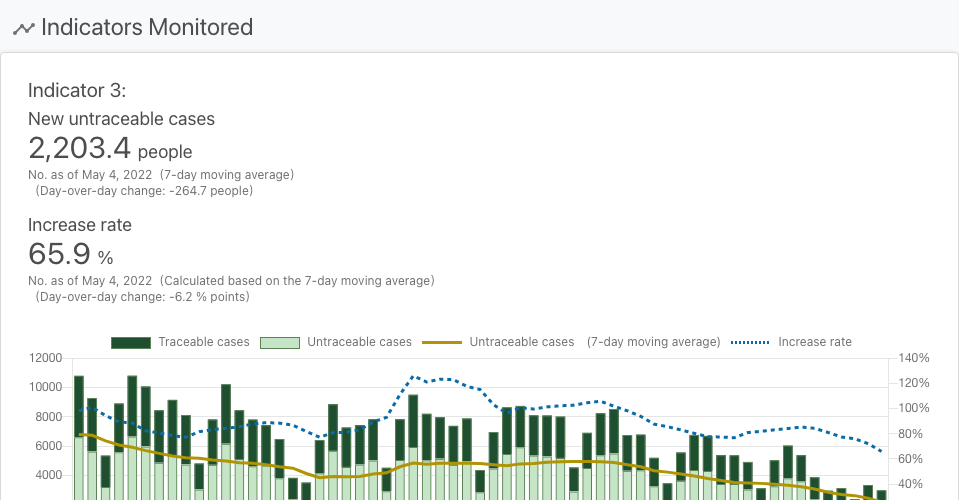 Indicators Monitored
Indicator 3:
New untraceable cases
2,203.4 people
No. as of May 4, 2022 (7-day moving average)
(Day-over-day change: -264.7 people)
Increase rate
65.9 %
No. as of May 4, 2022 (Calculated based on the 7-day moving average)
(Day-over-day change: -6.2 % points)
Traceable cases Untraceable cases Untraceable cases (7-day moving average) Increase rate
12000 140%
10000 120%
8000 100%
6000 80%
4000 60%
40%